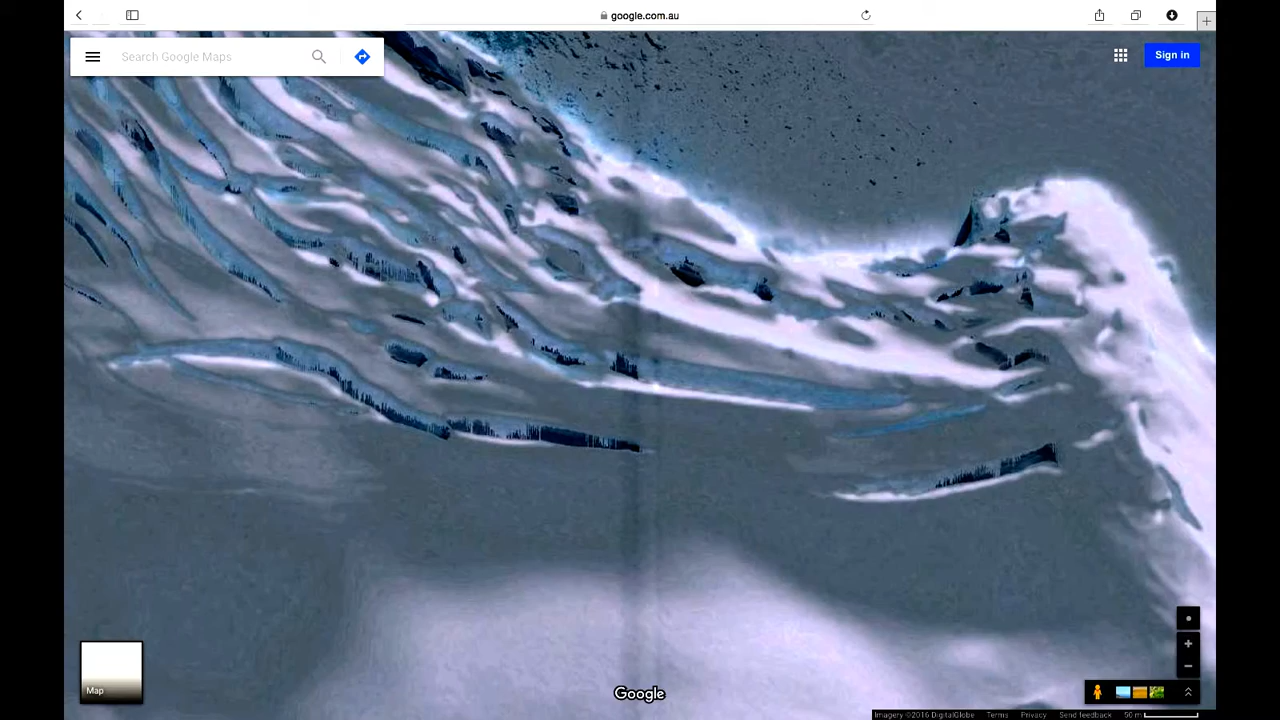 google.com.au
Search Google Maps
Sign in
Map
Google
Imagery ©2016 DigitalGlobe Terms Privacy Send feedback 50 m